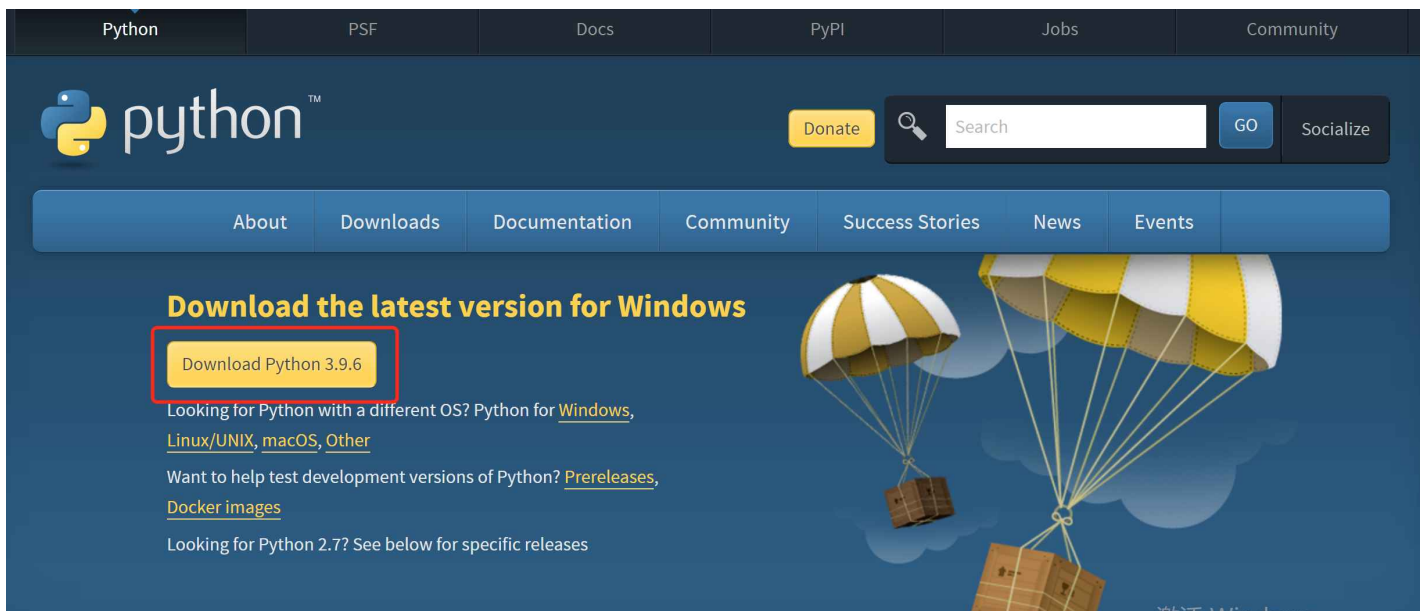 Python PSF Docs PyPI Jobs Community
python™
Donate Search GO Socialize
About Downloads Documentation Community Success Stories News Events
Download the latest version for Windows
Download Python 3.9.6
Looking for Python with a different OS? Python for Windows,
Linux/UNIX, macOS, Other
Want to help test development versions of Python? Prereleases,
Docker images
Looking for Python 2.7? See below for specific releases